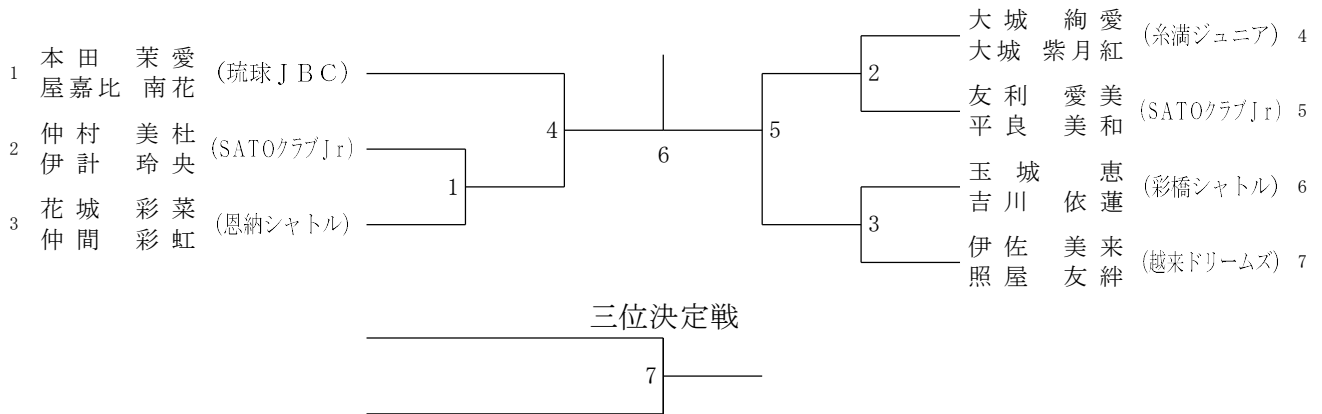 1 本田 茉愛 (琉球ＪＢＣ)
屋嘉比 南花
2 仲村 美杜 (SATOクラブJr)
伊計 玲央
3 花城 彩菜 (恩納シャトル)
仲間 彩虹
1
4
6
大城 絢愛 (糸満ジュニア) 4
大城 紫月紅
友利 愛美 (SATOクラブJr) 5
平良 美和
玉城 恵 (彩橋シャトル) 6
吉川 依蓮
伊佐 美来 (越来ドリームズ) 7
照屋 友絆
2
5
3
三位決定戦
7